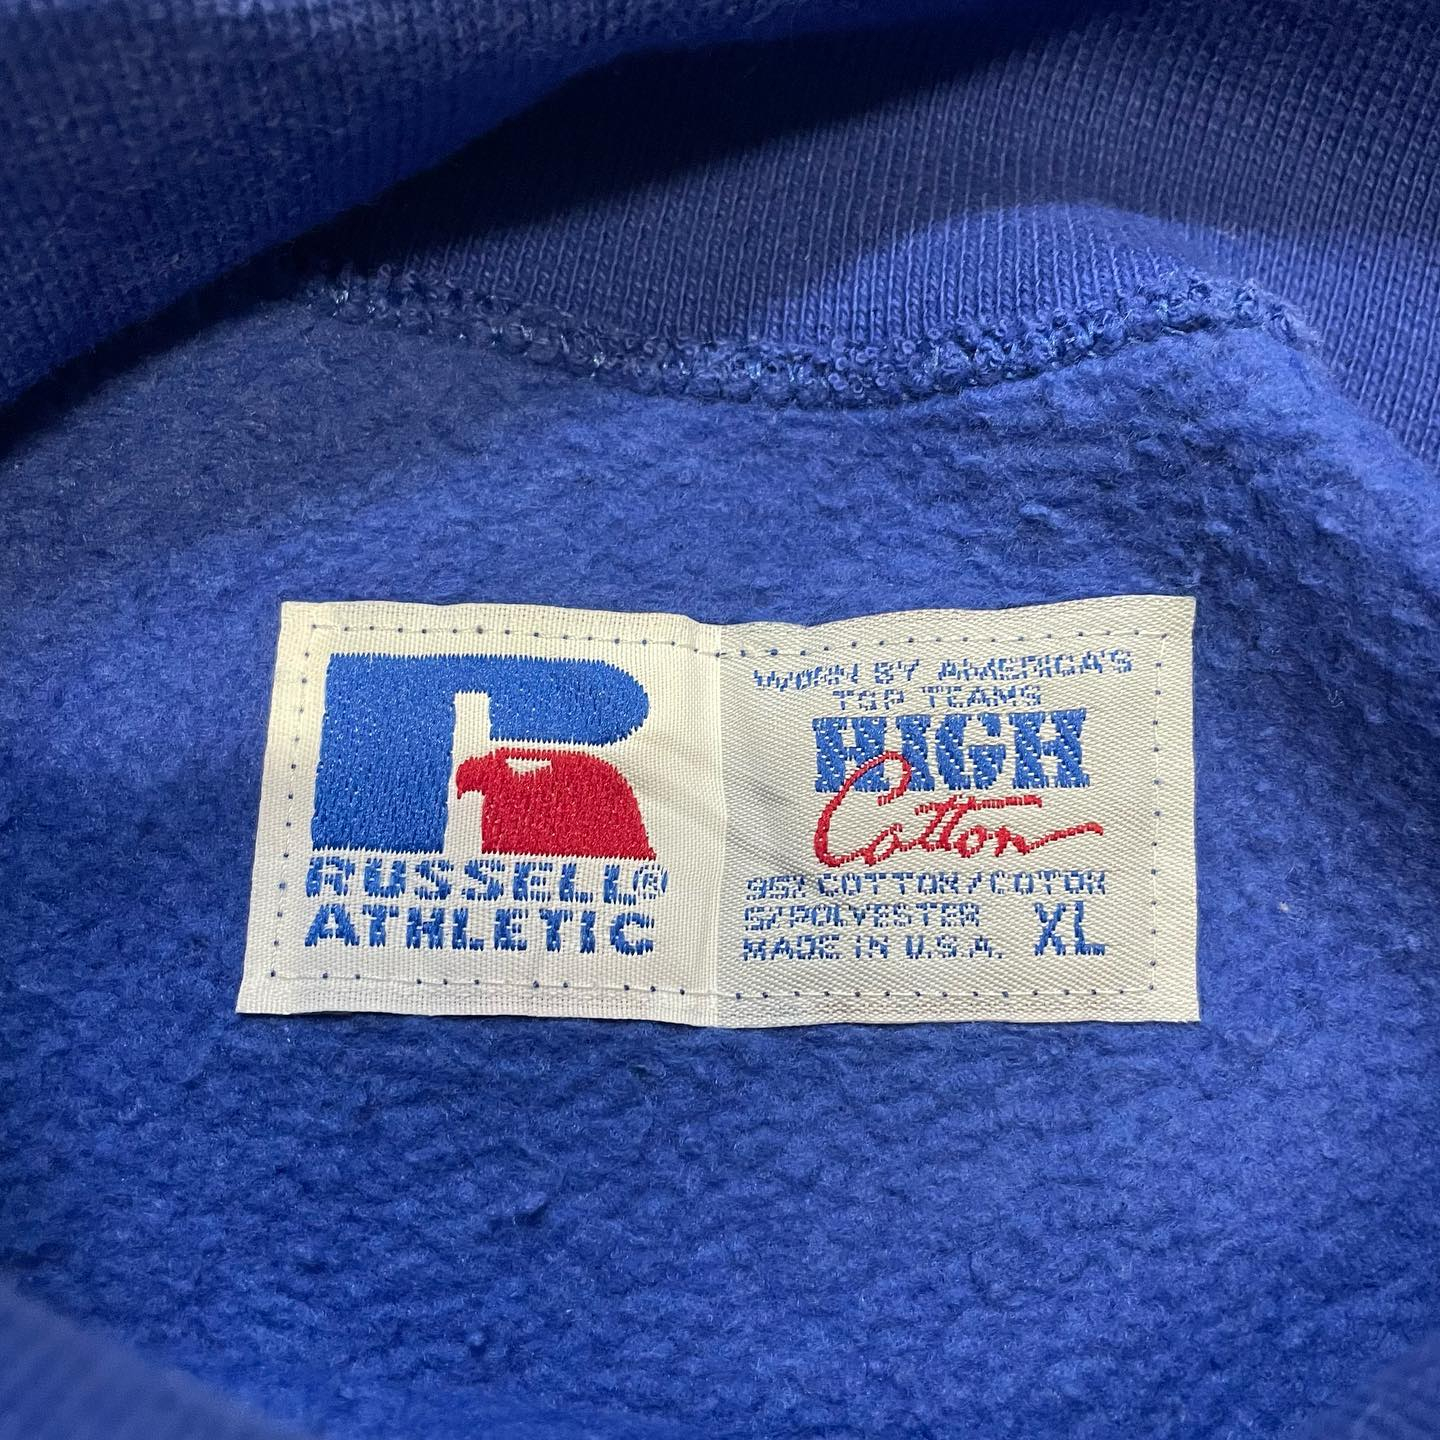 RUSSELL®
ATHLETIC
WORN BY AMERICA'S
TOP TEAMS
HIGH
Cotton
95% COTTON/COTON
5% POLYESTER
MADE IN U.S.A. XL